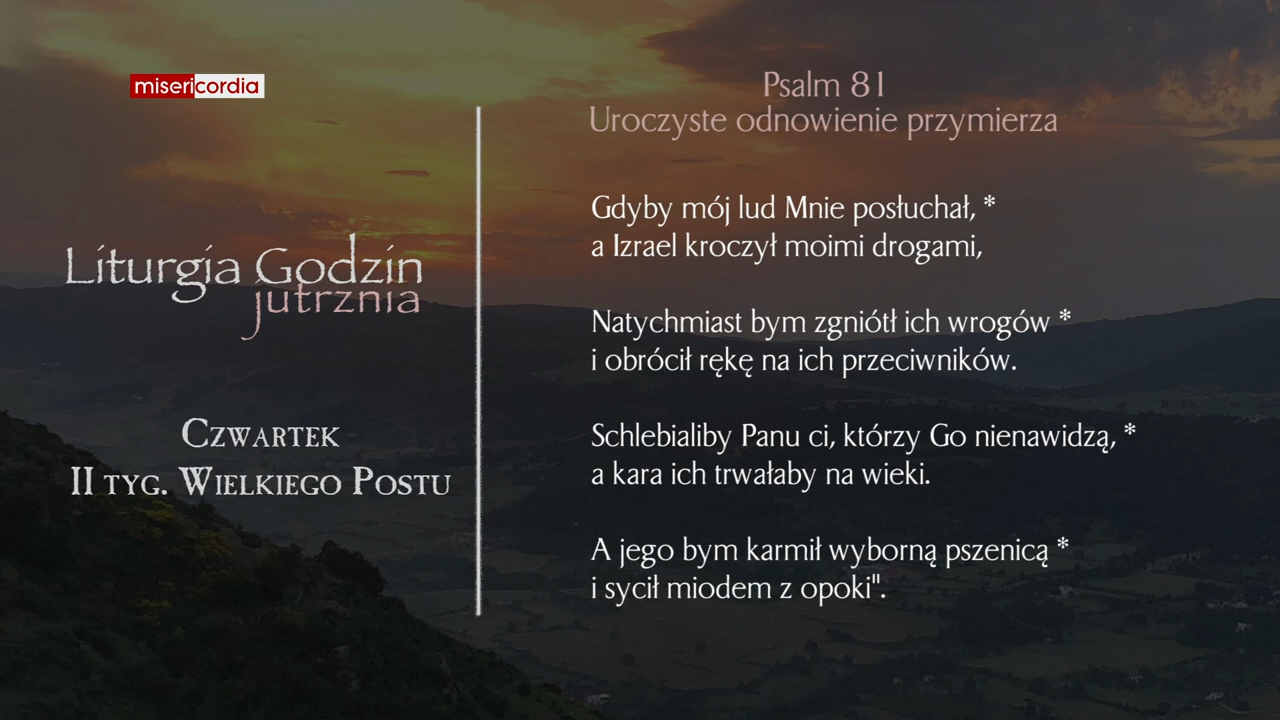 misericordia
Liturgia Godzin
jutrznia
Czwartek
II tyg. Wielkiego Postu
Psalm 81
Uroczyste odnowienie przymierza
Gdyby mój lud Mnie posłuchał, *
a Izrael kroczył moimi drogami,
Natychmiast bym zgniótł ich wrogów *
i obrócił rękę na ich przeciwników.
Schlebialiby Panu ci, którzy Go nienawidzą, *
a kara ich trwałaby na wieki.
A jego bym karmił wyborną pszenicą *
i sycił miodem z opoki".